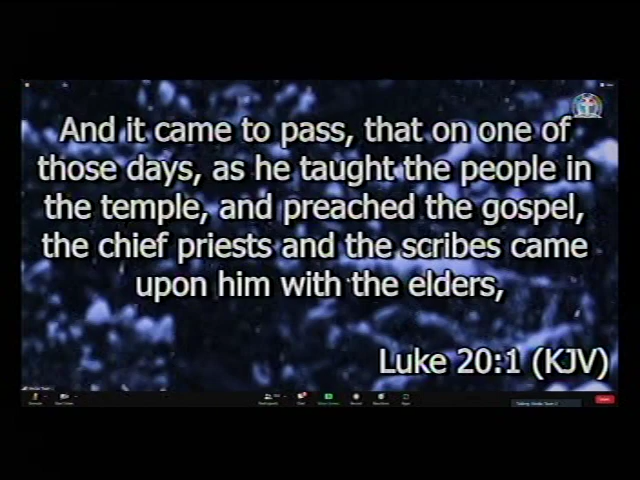 And it came to pass, that on one of
those days, as he taught the people in
the temple, and preached the gospel,
the chief priests and the scribes came
upon him with the elders,
Luke 20:1 (KJV)